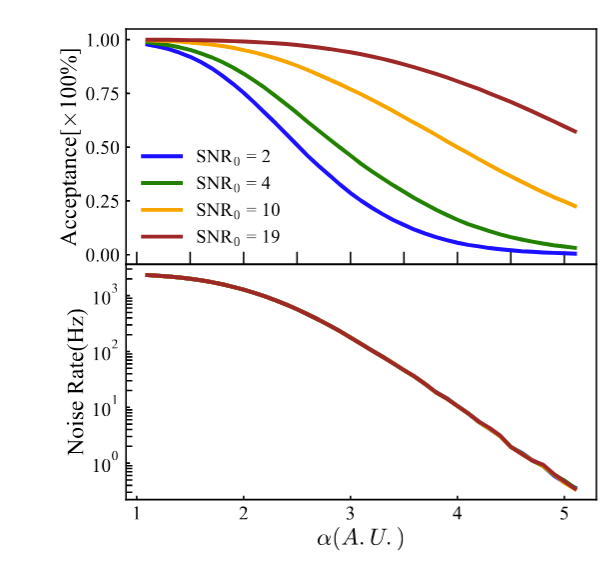 Acceptance[×100%]
1.00
0.75
0.50
0.25
0.00
SNR₀ = 2
SNR₀ = 4
SNR₀ = 10
SNR₀ = 19
Noise Rate(Hz)
10³
10²
10¹
10⁰
1 2 3 4 5
α(A.U.)